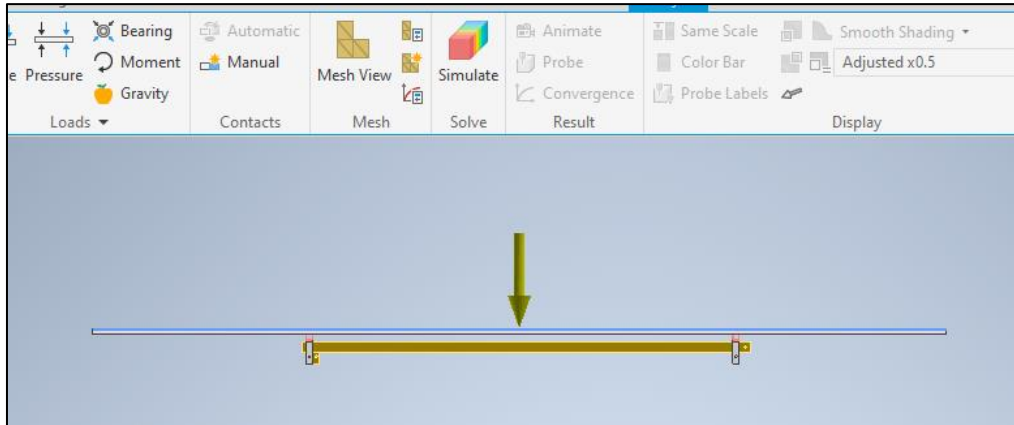 Bearing
Automatic
Animate
Same Scale
Smooth Shading
Moment
Manual
Probe
Color Bar
Adjusted x0.5
Pressure
Mesh View
Simulate
Gravity
Convergence
Probe Labels
Loads
Contacts
Mesh
Solve
Result
Display